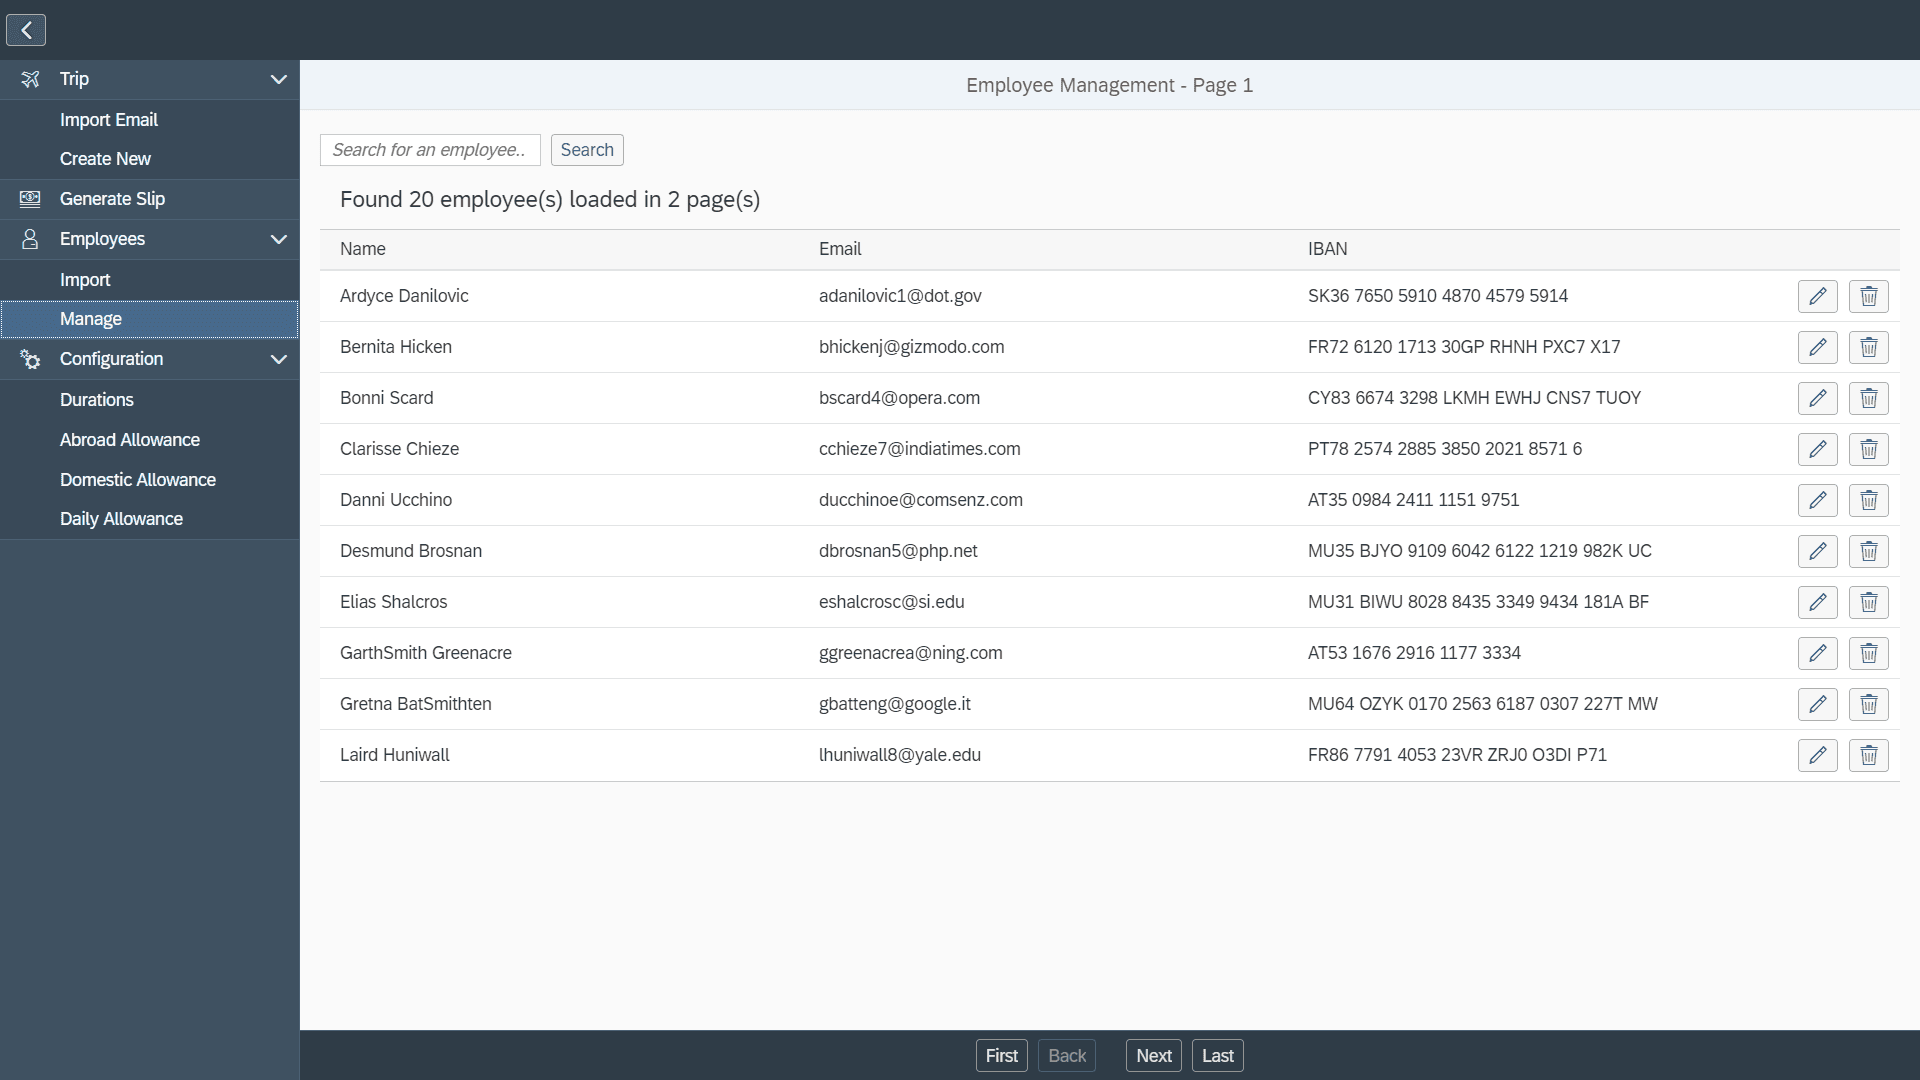 Trip
Import Email
Create New
Generate Slip
Employees
Import
Manage
Configuration
Durations
Abroad Allowance
Domestic Allowance
Daily Allowance
Employee Management - Page 1
Search for an employee..
Search
Found 20 employee(s) loaded in 2 page(s)
Name Email IBAN
Ardyce Danilovic adanilovic1@dot.gov SK36 7650 5910 4870 4579 5914
Bernita Hicken bhickenj@gizmodo.com FR72 6120 1713 30GP RHNH PXC7 X17
Bonni Scard bscard4@opera.com CY83 6674 3298 LKMH EWHJ CNS7 TUOY
Clarisse Chieze cchieze7@indiatimes.com PT78 2574 2885 3850 2021 8571 6
Danni Ucchino ducchinoe@comsenz.com AT35 0984 2411 1151 9751
Desmund Brosnan dbrosnan5@php.net MU35 BJYO 9109 6042 6122 1219 982K UC
Elias Shalcros eshalcrosc@si.edu MU31 BIWU 8028 8435 3349 9434 181A BF
GarthSmith Greenacre ggreenacrea@ning.com AT53 1676 2916 1177 3334
Gretna BatSmithten gbatteng@google.it MU64 OZYK 0170 2563 6187 0307 227T MW
Laird Huniwall lhuniwall8@yale.edu FR86 7791 4053 23VR ZRJ0 O3DI P71
First Back Next Last